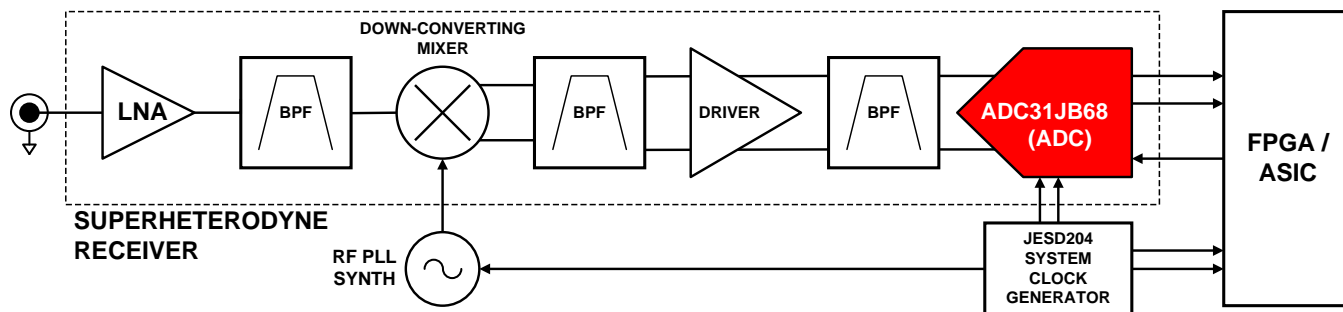 DOWN-CONVERTING
MIXER
LNA
BPF
BPF
DRIVER
BPF
ADC31JB68
(ADC)
FPGA /
ASIC
SUPERHETERODYNE
RECEIVER
RF PLL
SYNTH
JESD204
SYSTEM
CLOCK
GENERATOR